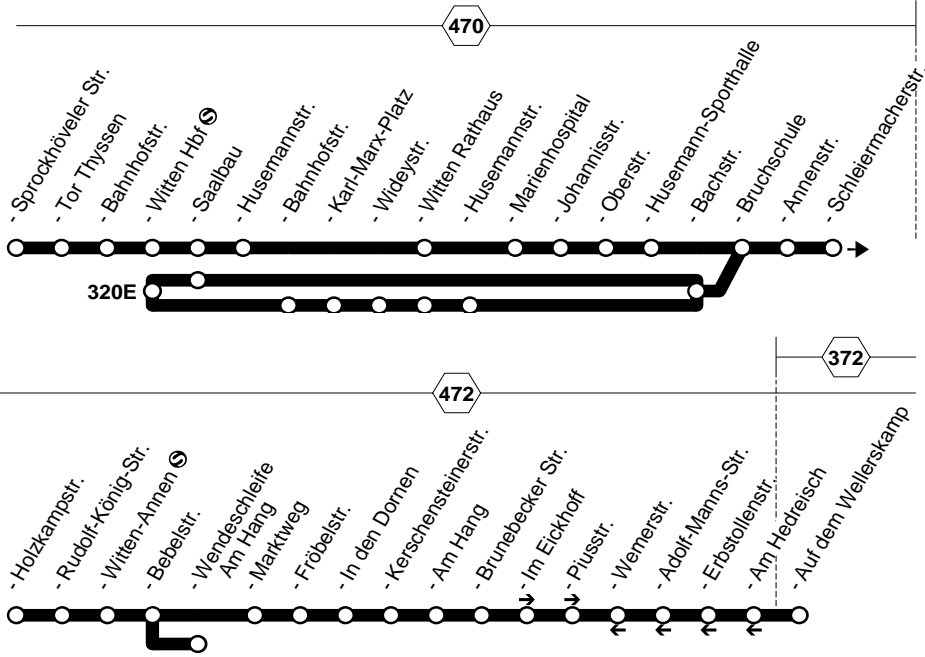 470
- Sprockhöveler Str.
- Tor Thyssen
- Bahnhofstr.
- Witten Hbf Ⓢ
- Saalbau
- Husemannstr.
- Bahnhofstr.
- Karl-Marx-Platz
- Wideystr.
- Witten Rathaus
- Husemannstr.
- Marienhospital
- Johannisstr.
- Oberstr.
- Husemann-Sporthalle
- Bachstr.
- Bruchschule
- Annenstr.
- Schleiermacherstr.
320E
372
472
- Holzkampstr.
- Rudolf-König-Str.
- Witten-Annen Ⓢ
- Bebelstr.
- Wendeschleife
Am Hang
- Marktweg
- Fröbelstr.
- In den Dornen
- Kerschensteinerstr.
- Am Hang
- Brunebecker Str.
- Im Eickhoff
- Piusstr.
- Wemerstr.
- Adolf-Manns-Str.
- Erbstollenstr.
- Am Hedreisch
- Auf dem Wellerskamp